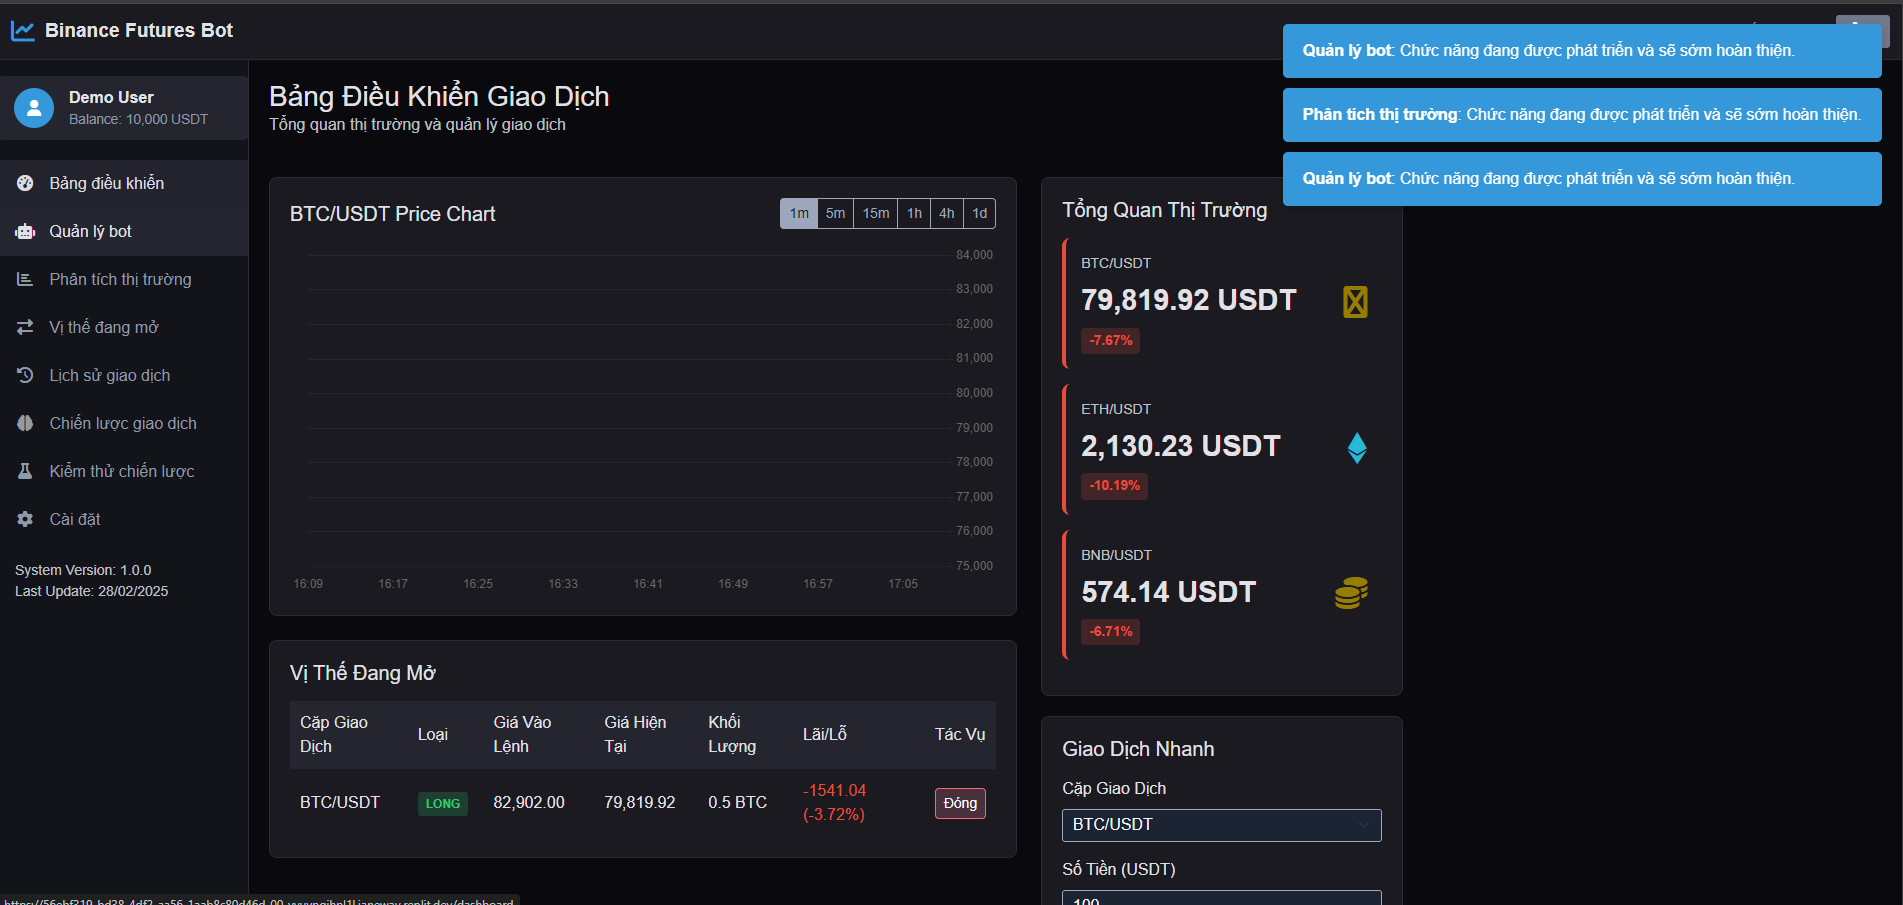 Binance Futures Bot
Quản lý bot: Chức năng đang được phát triển và sẽ sớm hoàn thiện.
Phân tích thị trường: Chức năng đang được phát triển và sẽ sớm hoàn thiện.
Quản lý bot: Chức năng đang được phát triển và sẽ sớm hoàn thiện.
Demo User
Balance: 10,000 USDT
Bảng điều khiển
Quản lý bot
Phân tích thị trường
Vị thế đang mở
Lịch sử giao dịch
Chiến lược giao dịch
Kiểm thử chiến lược
Cài đặt
System Version: 1.0.0
Last Update: 28/02/2025
Bảng Điều Khiển Giao Dịch
Tổng quan thị trường và quản lý giao dịch
BTC/USDT Price Chart
1m 5m 15m 1h 4h 1d
84,000
83,000
82,000
81,000
80,000
79,000
78,000
77,000
76,000
75,000
16:09 16:17 16:25 16:33 16:41 16:49 16:57 17:05
Vị Thế Đang Mở
Cặp Giao Dịch Loại Giá Vào Lệnh Giá Hiện Tại Khối Lượng Lãi/Lỗ Tác Vụ
BTC/USDT LONG 82,902.00 79,819.92 0.5 BTC -1541.04 (-3.72%) Đóng
Tổng Quan Thị Trường
BTC/USDT
79,819.92 USDT
-7.67%
ETH/USDT
2,130.23 USDT
-10.19%
BNB/USDT
574.14 USDT
-6.71%
Giao Dịch Nhanh
Cặp Giao Dịch
BTC/USDT
Số Tiền (USDT)
100